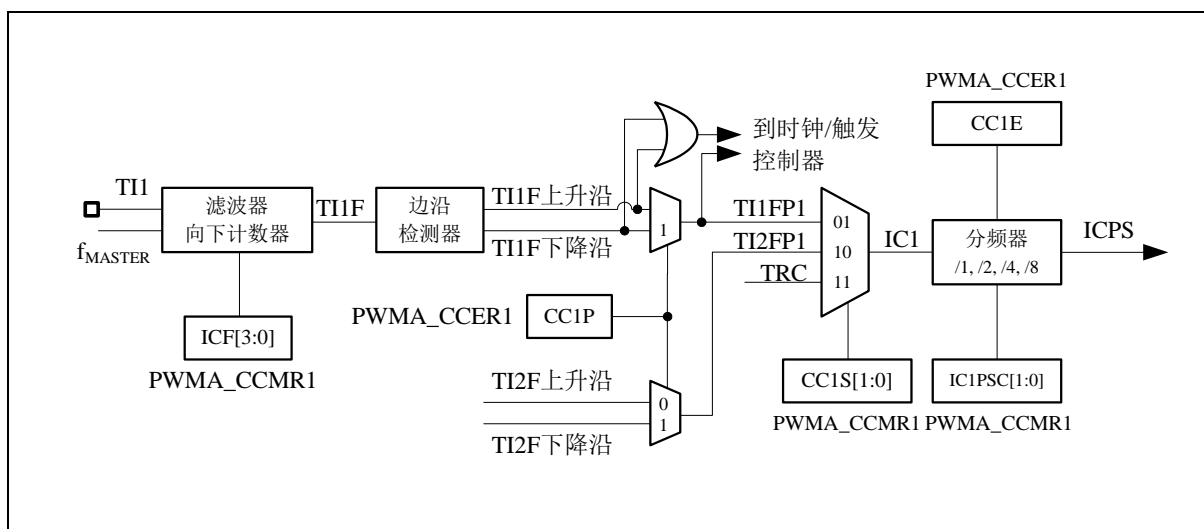 PWMA_CCER1
CC1E
到时钟/触发
控制器
TI1
f_MASTER
滤波器
向下计数器
TI1F
边沿
检测器
TI1F上升沿
TI1F下降沿
1
TI1FP1
TI2FP1
TRC
01
10
11
IC1
分频器
/1, /2, /4, /8
ICPS
PWMA_CCER1
CC1P
ICF[3:0]
PWMA_CCMR1
TI2F上升沿
TI2F下降沿
0
1
CC1S[1:0]
PWMA_CCMR1
IC1PSC[1:0]
PWMA_CCMR1